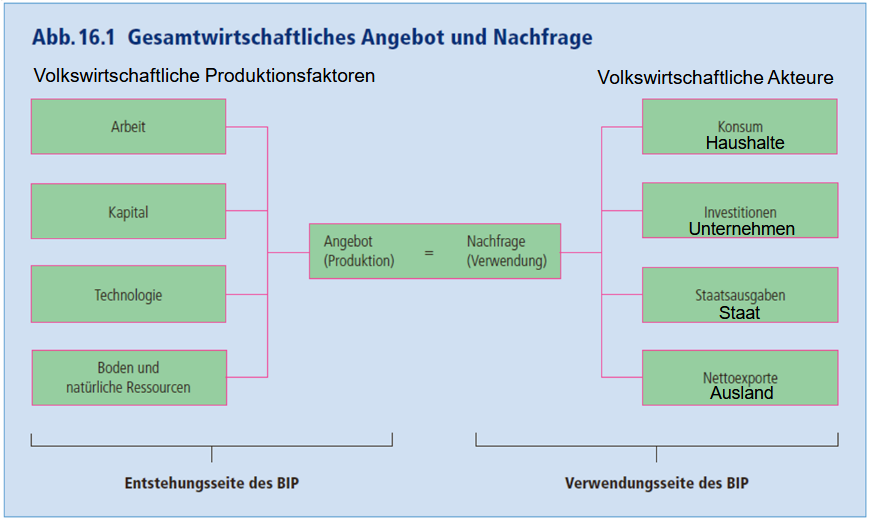 Abb. 16.1 Gesamtwirtschaftliches Angebot und Nachfrage
Volkswirtschaftliche Produktionsfaktoren
Volkswirtschaftliche Akteure
Arbeit
Kapital
Technologie
Boden und
natürliche Ressourcen
Angebot
(Produktion)
=
Nachfrage
(Verwendung)
Konsum
Haushalte
Investitionen
Unternehmen
Staatsausgaben
Staat
Nettoexporte
Ausland
Entstehungsseite des BIP
Verwendungsseite des BIP